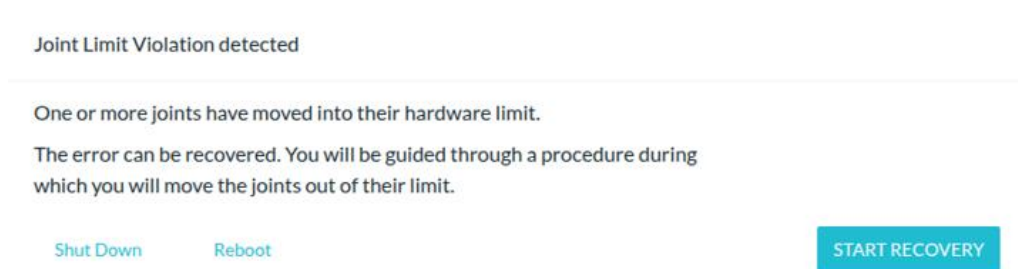 Joint Limit Violation detected
One or more joints have moved into their hardware limit.
The error can be recovered. You will be guided through a procedure during
which you will move the joints out of their limit.
Shut Down Reboot START RECOVERY